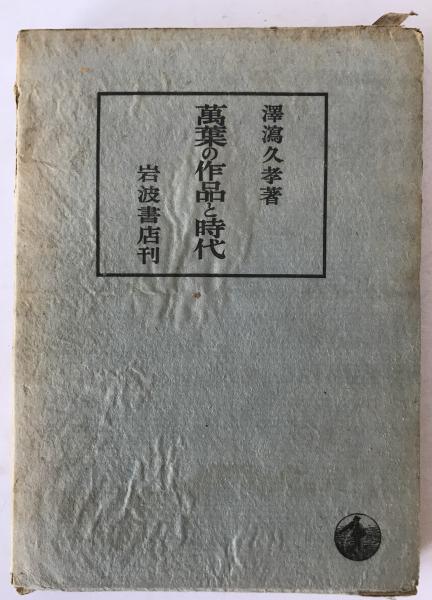 澤瀉久孝著
萬葉の作品と時代
岩波書店刊